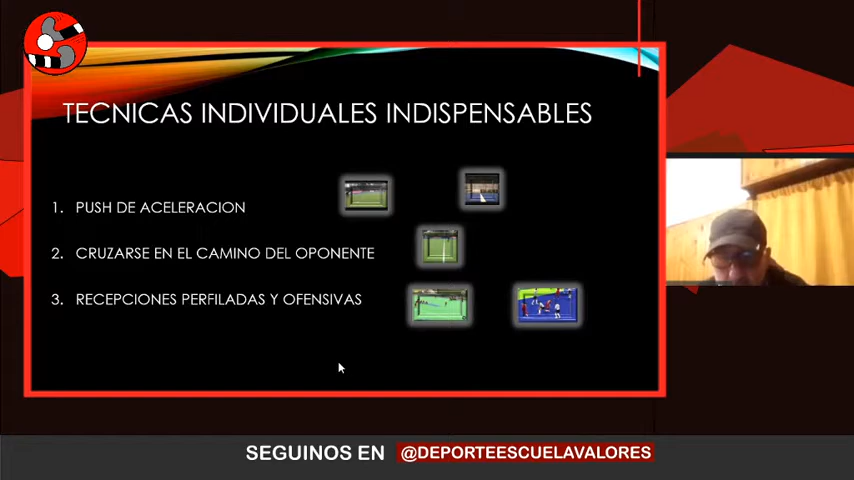 TECNICAS INDIVIDUALES INDISPENSABLES
1. PUSH DE ACELERACION
2. CRUZARSE EN EL CAMINO DEL OPONENTE
3. RECEPCIONES PERFILADAS Y OFENSIVAS
SEGUINOS EN @DEPORTEESCUELAVALORES